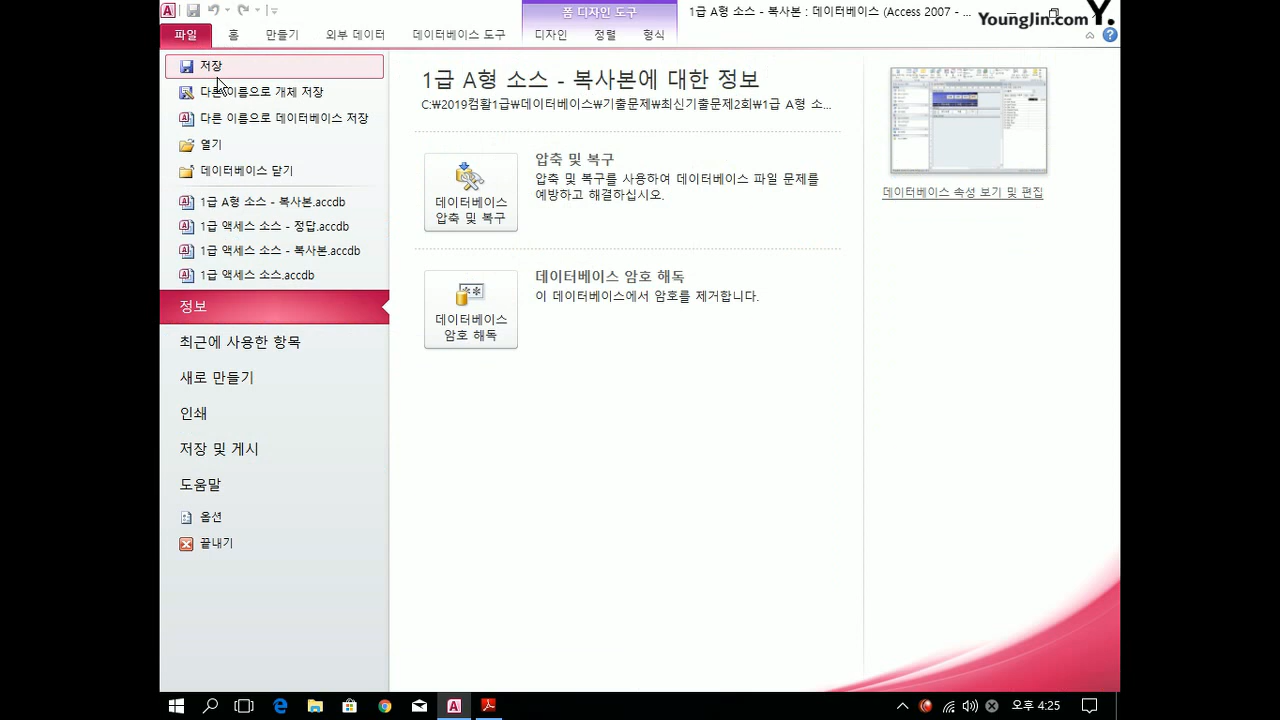 폼 디자인 도구
1급 A형 소스 - 복사본 : 데이터베이스 (Access 2007 - ...
YoungJin.com Y.
파일 홈 만들기 외부 데이터 데이터베이스 도구 디자인 정렬 형식
저장
다른 이름으로 개체 저장
다른 이름으로 데이터베이스 저장
열기
데이터베이스 닫기
1급 A형 소스 - 복사본.accdb
1급 액세스 소스 - 정답.accdb
1급 액세스 소스 - 복사본.accdb
1급 액세스 소스.accdb
정보
최근에 사용한 항목
새로 만들기
인쇄
저장 및 게시
도움말
옵션
끝내기
1급 A형 소스 - 복사본에 대한 정보
C:₩2019컴활1급₩데이터베이스₩기출문제₩최신기출문제2회₩1급 A형 소...
데이터베이스
압축 및 복구
압축 및 복구
압축 및 복구를 사용하여 데이터베이스 파일 문제를
예방하고 해결하십시오.
데이터베이스
암호 해독
데이터베이스 암호 해독
이 데이터베이스에서 암호를 제거합니다.
데이터베이스 속성 보기 및 편집
오후 4:25